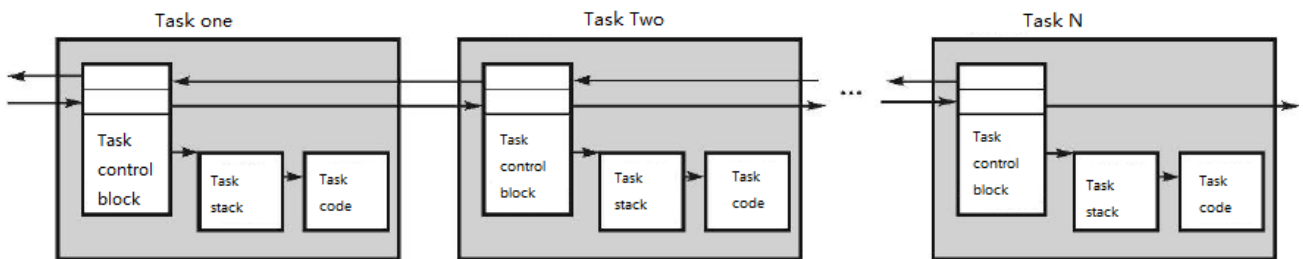 Task one
Task Two
Task N
...
Task
control
block
Task
stack
Task
code
Task
control
block
Task
stack
Task
code
Task
control
block
Task
stack
Task
code